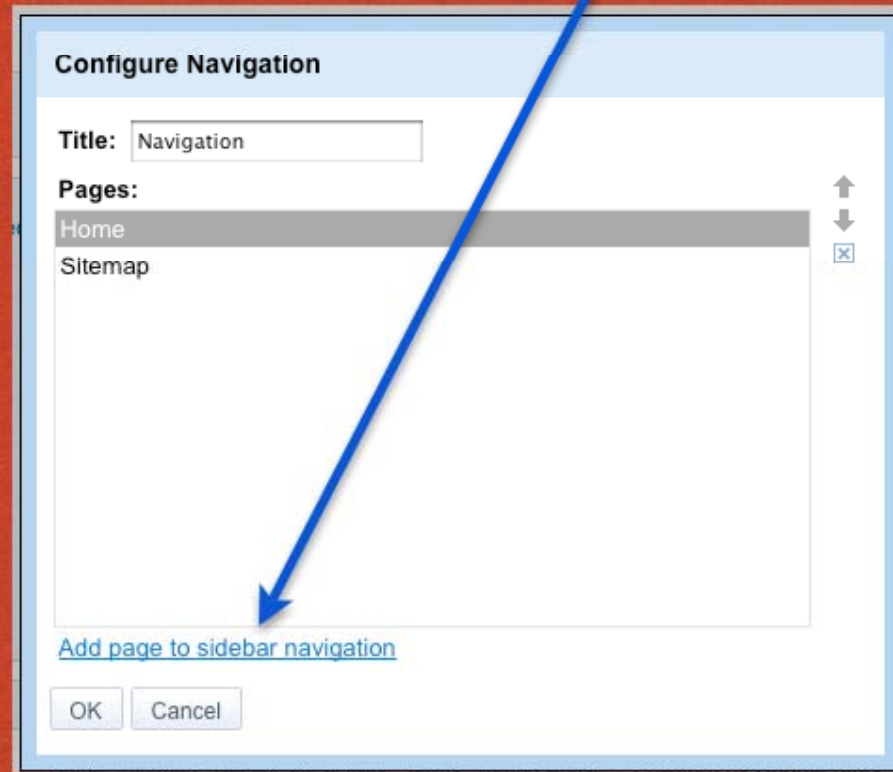 Configure Navigation
Title: Navigation
Pages:
Home
Sitemap
Add page to sidebar navigation
OK Cancel